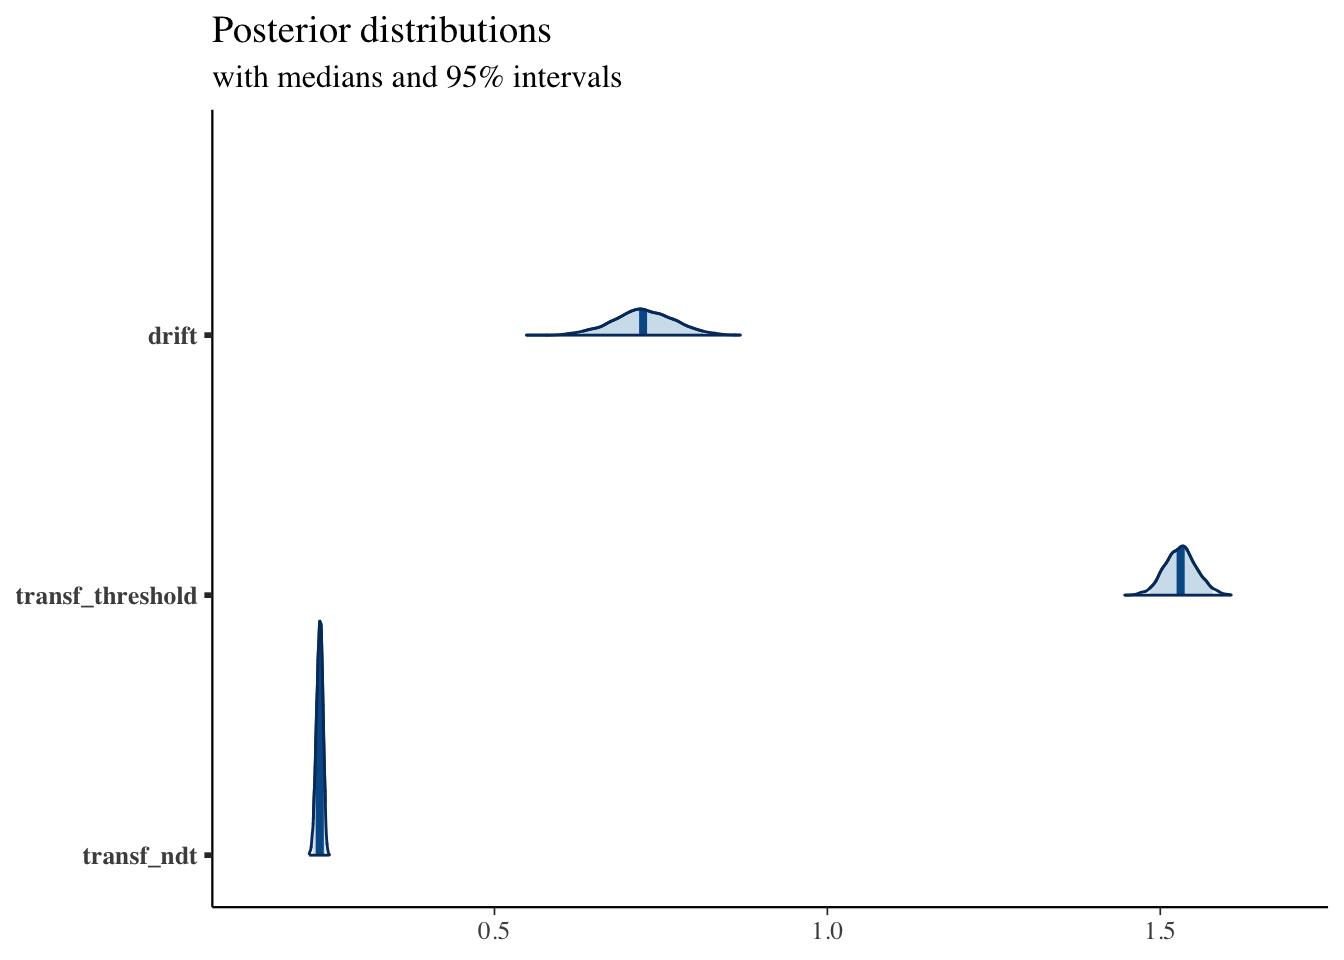 Posterior distributions
with medians and 95% intervals
drift
transf_threshold
transf_ndt
0.5
1.0
1.5